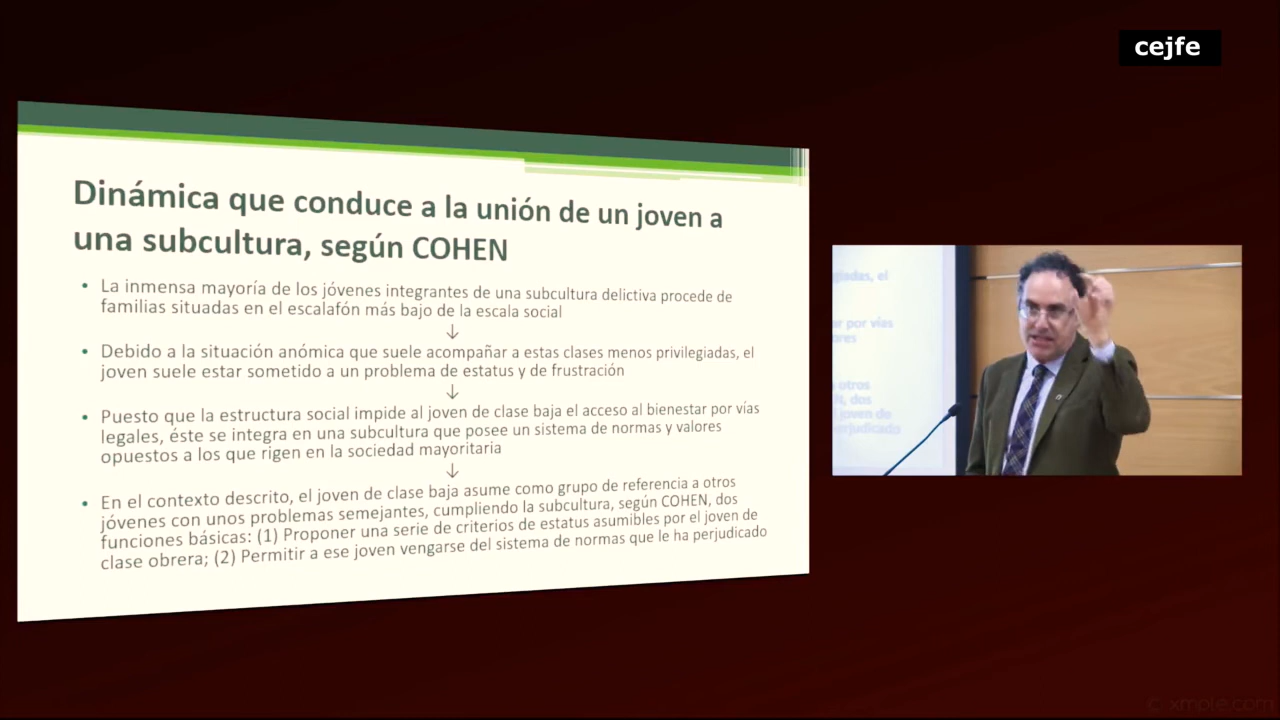 cejfe
Dinámica que conduce a la unión de un joven a
una subcultura, según COHEN
• La inmensa mayoría de los jóvenes integrantes de una subcultura delictiva procede de
familias situadas en el escalafón más bajo de la escala social
↓
• Debido a la situación anómica que suele acompañar a estas clases menos privilegiadas, el
joven suele estar sometido a un problema de estatus y de frustración
↓
• Puesto que la estructura social impide al joven de clase baja el acceso al bienestar por vías
legales, éste se integra en una subcultura que posee un sistema de normas y valores
opuestos a los que rigen en la sociedad mayoritaria
↓
• En el contexto descrito, el joven de clase baja asume como grupo de referencia a otros
jóvenes con unos problemas semejantes, cumpliendo la subcultura, según COHEN, dos
funciones básicas: (1) Proponer una serie de criterios de estatus asumibles por el joven de
clase obrera; (2) Permitir a ese joven vengarse del sistema de normas que le ha perjudicado
el
por vías
otros
dos
joven de